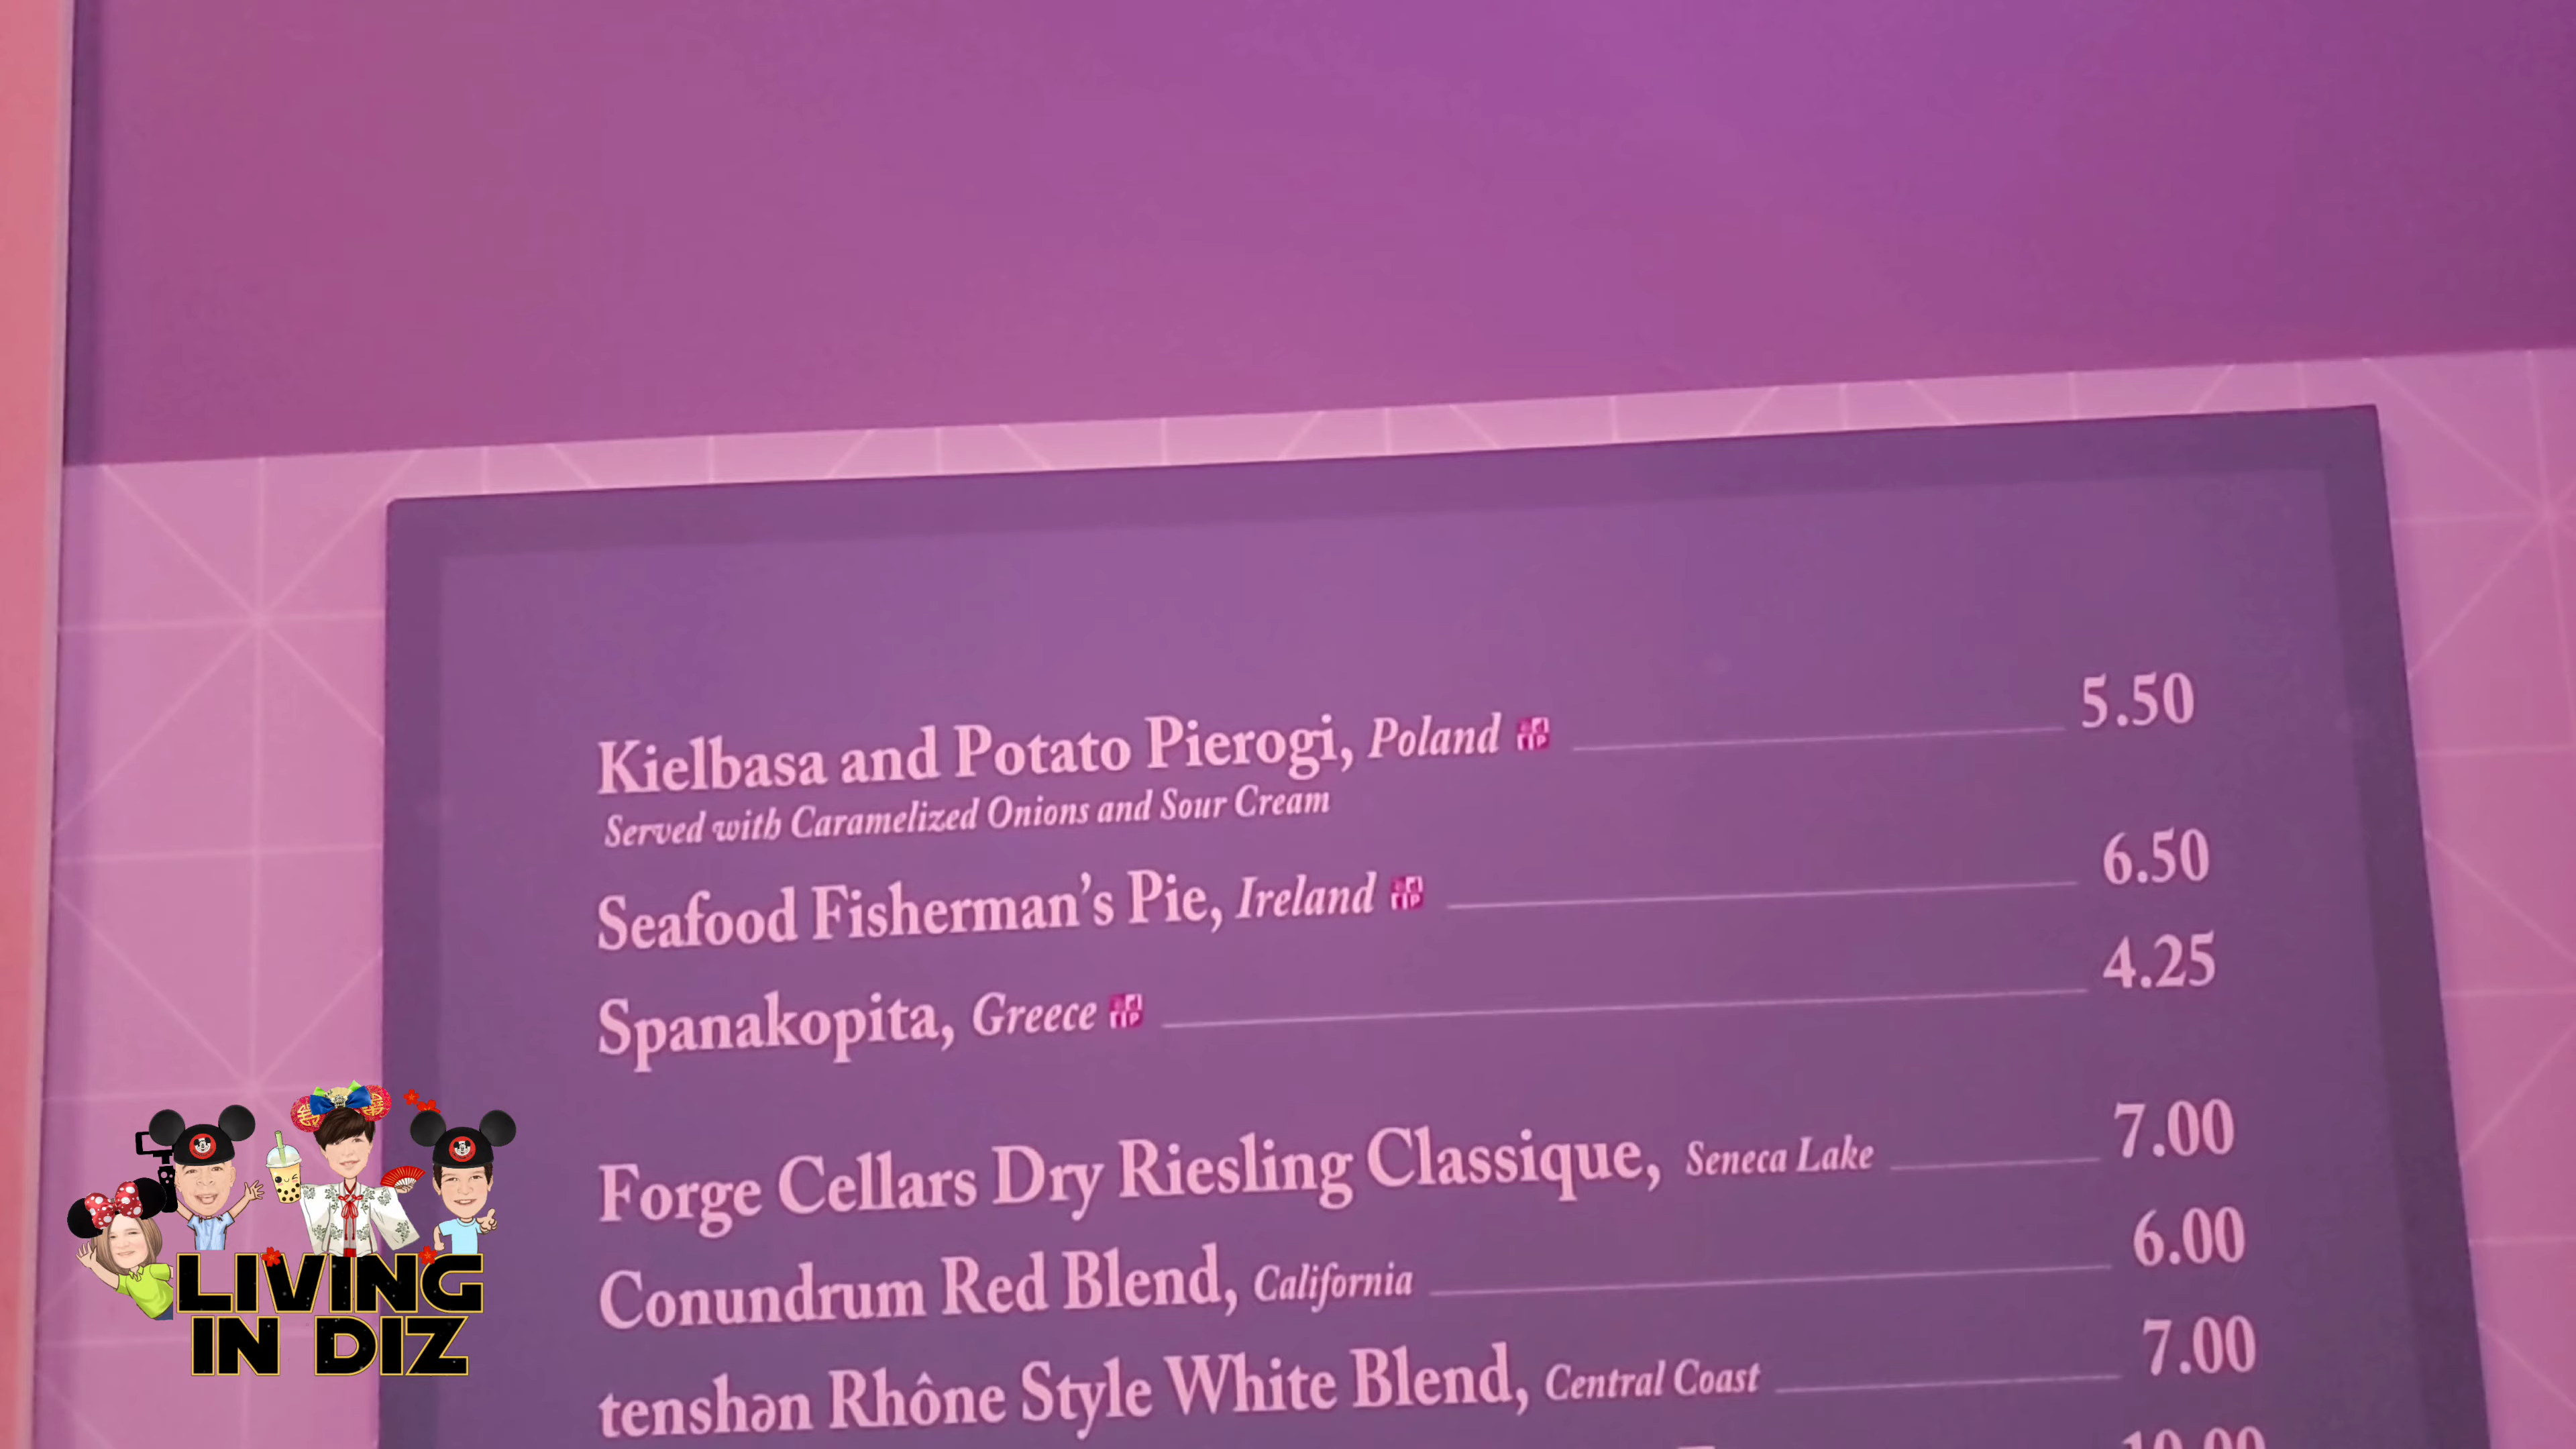 Kielbasa and Potato Pierogi, Poland 5.50
Served with Caramelized Onions and Sour Cream
Seafood Fisherman's Pie, Ireland 6.50
Spanakopita, Greece 4.25
Forge Cellars Dry Riesling Classique, Seneca Lake 7.00
Conundrum Red Blend, California 6.00
tenshən Rhône Style White Blend, Central Coast 7.00
LIVING
IN DIZ